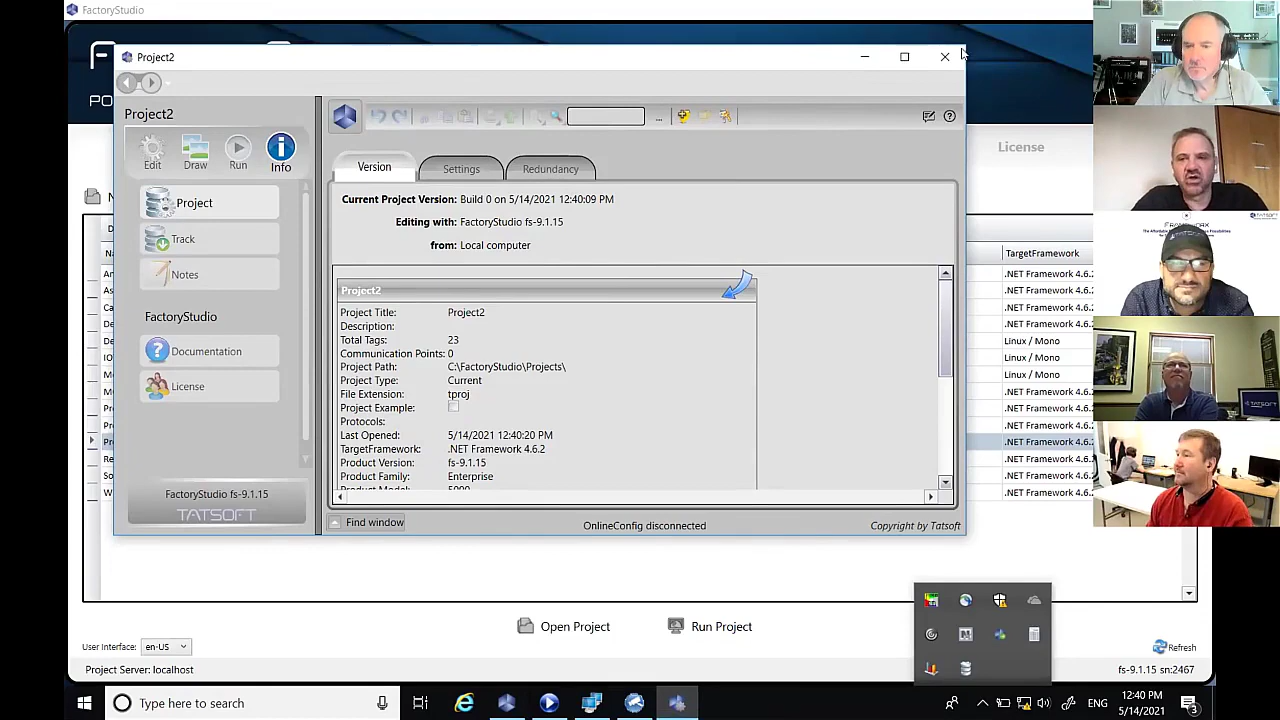 FactoryStudio
Project2
PO
License
Project2
Edit
Draw
Run
Info
Project
Track
Notes
FactoryStudio
Documentation
License
FactoryStudio fs-9.1.15
TATSOFT
...
Version
Settings
Redundancy
Current Project Version: Build 0 on 5/14/2021 12:40:09 PM
Editing with: FactoryStudio fs-9.1.15
from: Local computer
Project2
Project Title: Project2
Description:
Total Tags: 23
Communication Points: 0
Project Path: C:\FactoryStudio\Projects\
Project Type: Current
File Extension: tproj
Project Example:
Protocols:
Last Opened: 5/14/2021 12:40:20 PM
TargetFramework: .NET Framework 4.6.2
Product Version: fs-9.1.15
Product Family: Enterprise
Product Model: 5000
Find window
OnlineConfig disconnected
Copyright by Tatsoft
TargetFramework
.NET Framework 4.6.2
.NET Framework 4.6.2
.NET Framework 4.6.2
.NET Framework 4.6.2
Linux / Mono
Linux / Mono
Linux / Mono
.NET Framework 4.6.2
.NET Framework 4.6.2
.NET Framework 4.6.2
.NET Framework 4.6.2
.NET Framework 4.6.2
.NET Framework 4.6.2
.NET Framework 4.6.2
Open Project
Run Project
User Interface: en-US
Refresh
Project Server: localhost
fs-9.1.15 sn:2467
TATSOFT
Type here to search
ENG
12:40 PM
5/14/2021
3